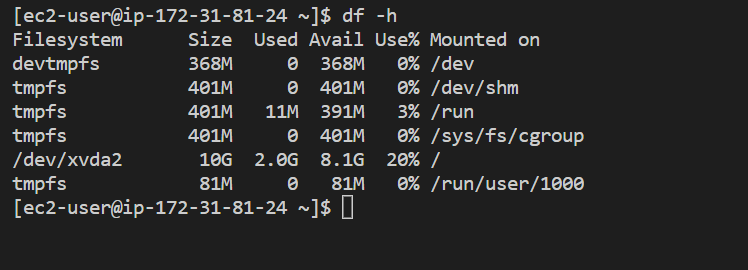 [ec2-user@ip-172-31-81-24 ~]$ df -h
Filesystem      Size  Used Avail Use% Mounted on
devtmpfs        368M     0  368M   0% /dev
tmpfs           401M     0  401M   0% /dev/shm
tmpfs           401M   11M  391M   3% /run
tmpfs           401M     0  401M   0% /sys/fs/cgroup
/dev/xvda2       10G  2.0G  8.1G  20% /
tmpfs            81M     0   81M   0% /run/user/1000
[ec2-user@ip-172-31-81-24 ~]$